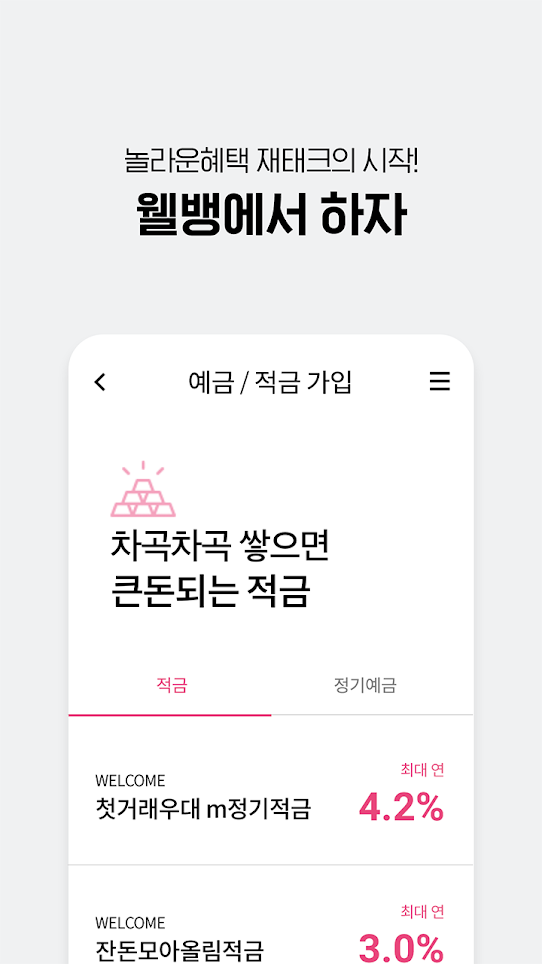 놀라운혜택 재태크의 시작!
웰뱅에서 하자
예금 / 적금 가입
차곡차곡 쌓으면
큰돈되는 적금
적금 정기예금
WELCOME
첫거래우대 m정기적금
최대 연
4.2%
WELCOME
잔돈모아올림적금
최대 연
3.0%